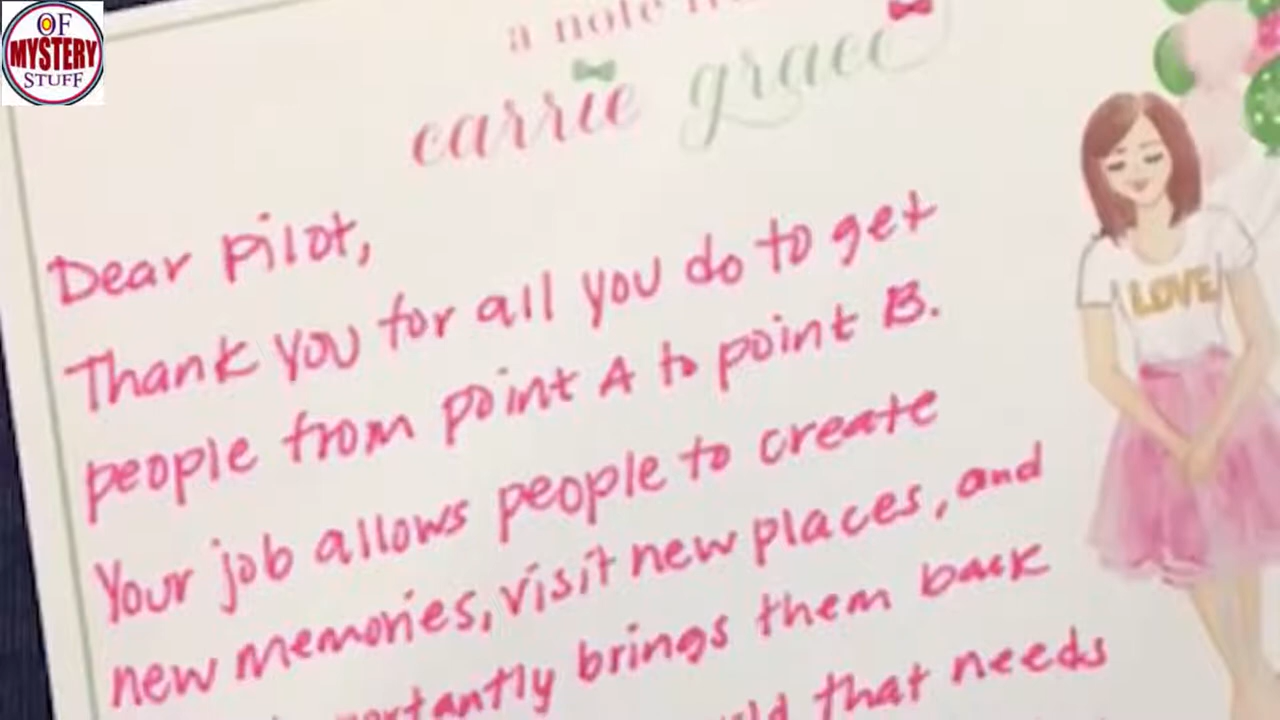 OF
MYSTERY
STUFF
a note
carrie grace
LOVE
Dear Pilot,
Thank you for all you do to get
people from point A to point B.
Your job allows people to create
new memories, visit new places, and
brings them back
that needs